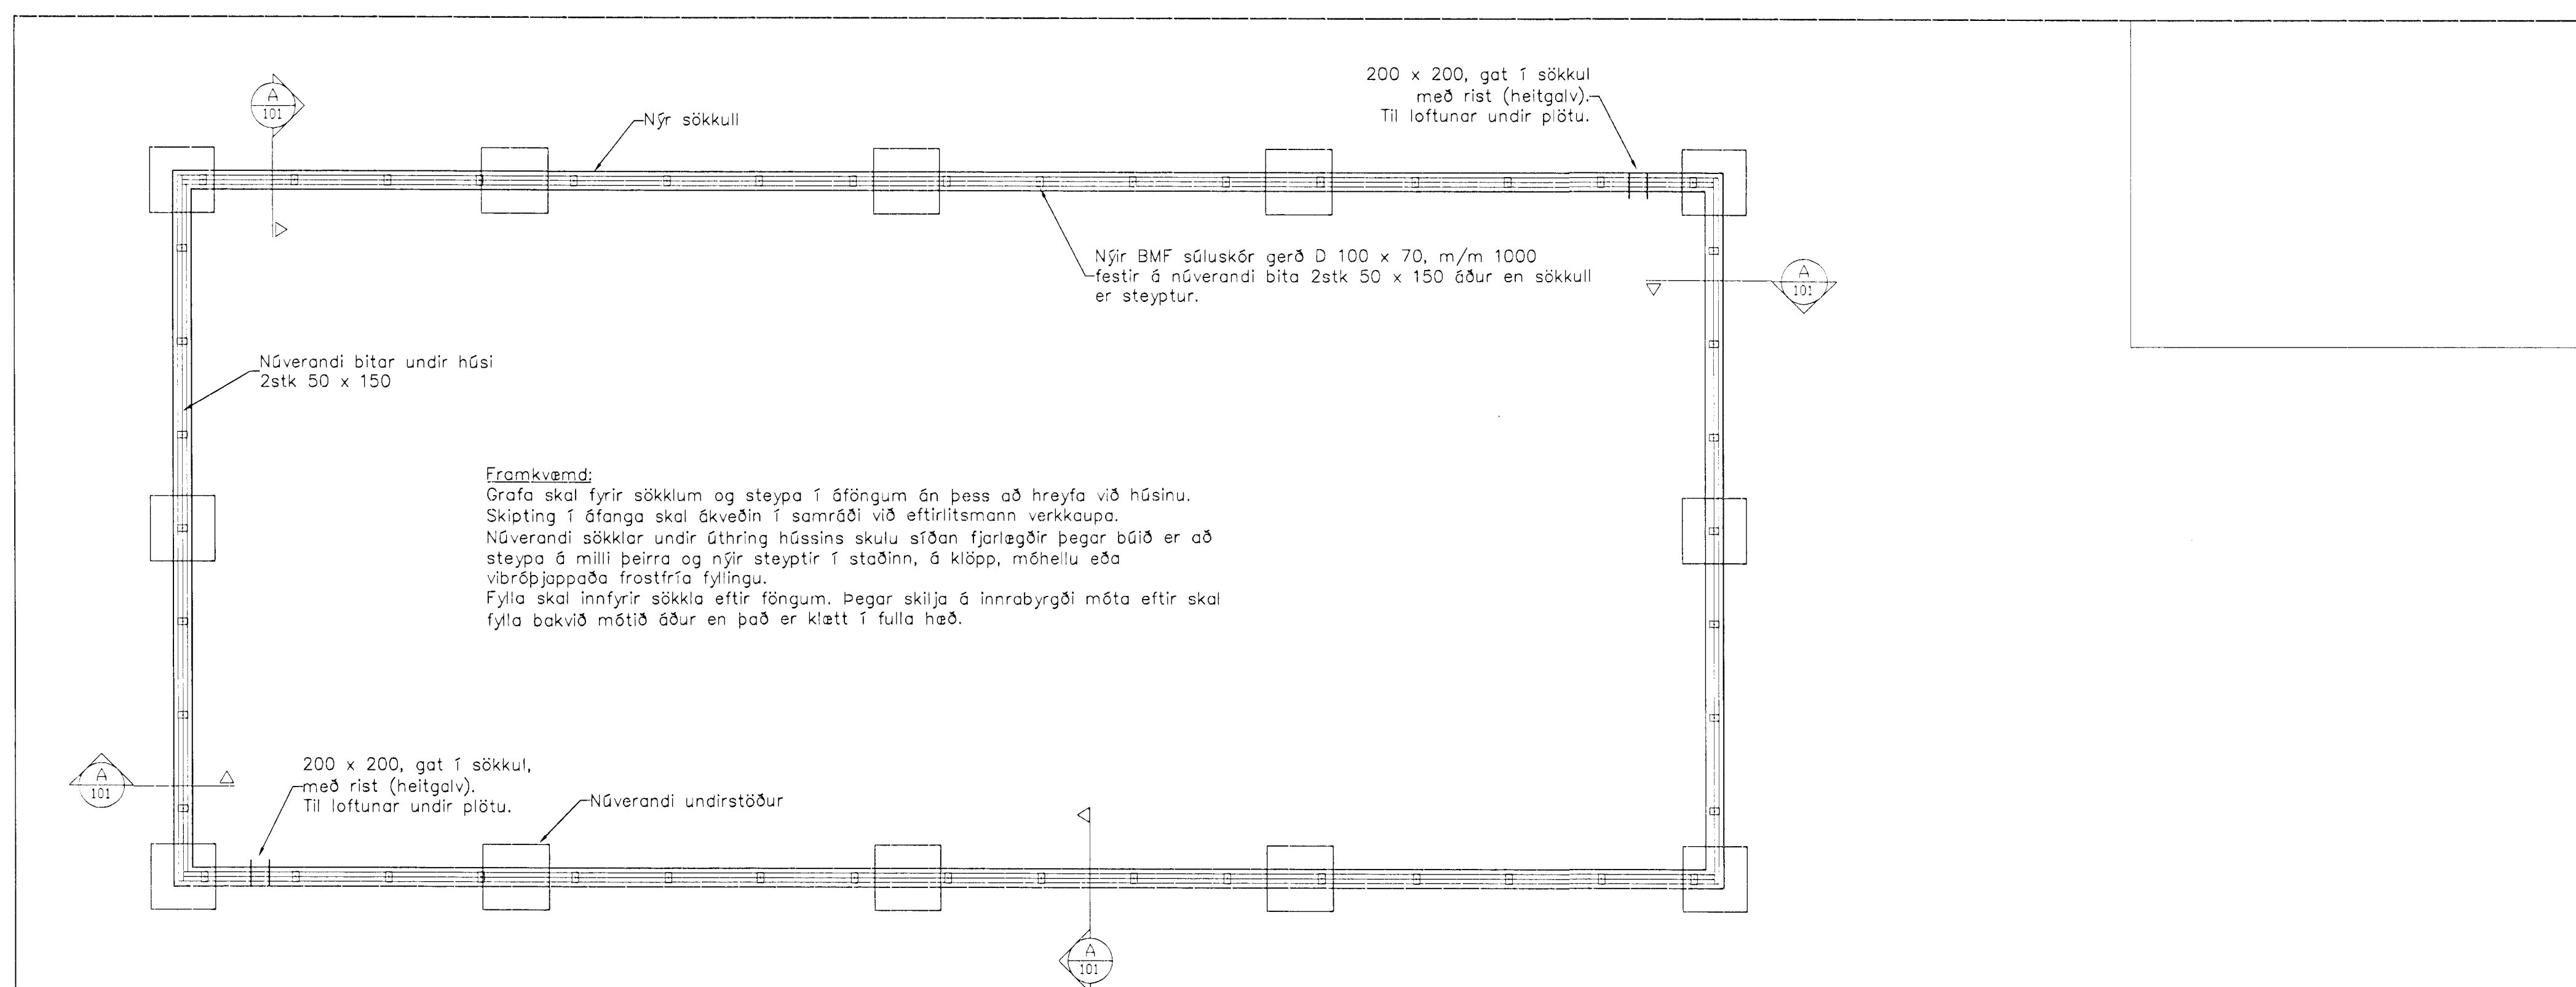 A
101
Nýr sökkull
200 x 200, gat í sökkul
með rist (heitgalv).
Til loftunar undir plötu.
Nýir BMF súluskór gerð D 100 x 70, m/m 1000
festir á núverandi bita 2stk 50 x 150 áður en sökkull
er steyptur.
A
101
Núverandi bitar undir húsi
2stk 50 x 150
Framkvæmd:
Grafa skal fyrir sökklum og steypa í áföngum án þess að hreyfa við húsinu.
Skipting í áfanga skal ákveðin í samráði við eftirlitsmann verkkaupa.
Núverandi sökklar undir úthring hússins skulu síðan fjarlægðir þegar búið er að
steypa á milli þeirra og nýir steyptir í staðinn, á klöpp, móhellu eða
vibróþjappaða frostfría fyllingu.
Fylla skal innfyrir sökkla eftir föngum. Þegar skilja á innrabyrgði móta eftir skal
fylla bakvið mótið áður en það er klætt í fulla hæð.
A
101
200 x 200, gat í sökkul,
með rist (heitgalv).
Til loftunar undir plötu.
Núverandi undirstöður
A
101